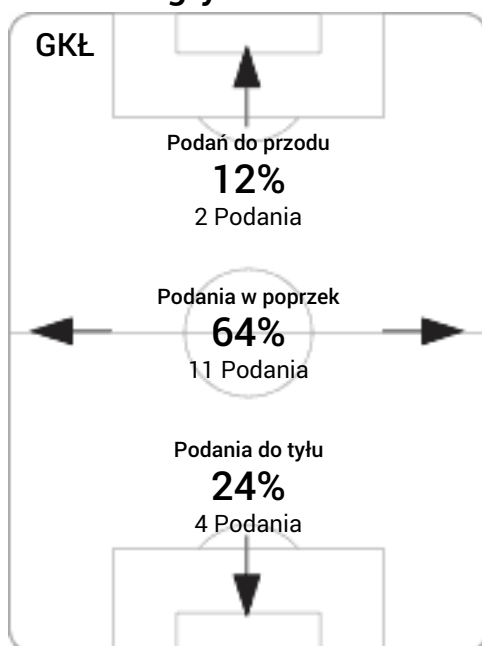 GKŁ
Podań do przodu
12%
2 Podania
Podania w poprzek
64%
11 Podania
Podania do tyłu
24%
4 Podania